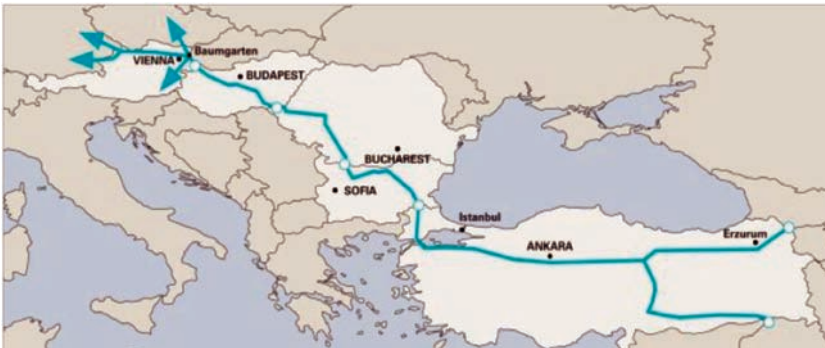 Baumgarten
VIENNA
BUDAPEST
BUCHAREST
SOFIA
Istanbul
ANKARA
Erzurum